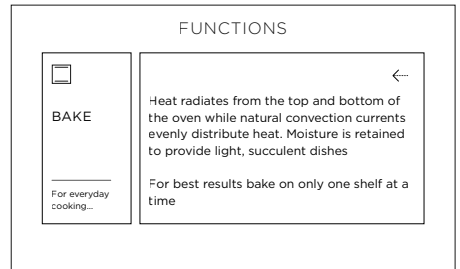 FUNCTIONS
BAKE
For everyday
cooking...
Heat radiates from the top and bottom of
the oven while natural convection currents
evenly distribute heat. Moisture is retained
to provide light, succulent dishes
For best results bake on only one shelf at a
time